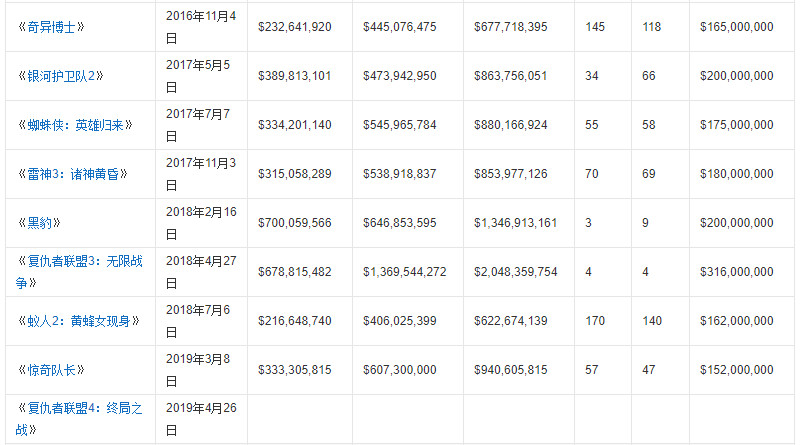 《奇异博士》 2016年11月4日 $232,641,920 $445,076,475 $677,718,395 145 118 $165,000,000
《银河护卫队2》 2017年5月5日 $389,813,101 $473,942,950 $863,756,051 34 66 $200,000,000
《蜘蛛侠：英雄归来》 2017年7月7日 $334,201,140 $545,965,784 $880,166,924 55 58 $175,000,000
《雷神3：诸神黄昏》 2017年11月3日 $315,058,289 $538,918,837 $853,977,126 70 69 $180,000,000
《黑豹》 2018年2月16日 $700,059,566 $646,853,595 $1,346,913,161 3 9 $200,000,000
《复仇者联盟3：无限战争》 2018年4月27日 $678,815,482 $1,369,544,272 $2,048,359,754 4 4 $316,000,000
《蚁人2：黄蜂女现身》 2018年7月6日 $216,648,740 $406,025,399 $622,674,139 170 140 $162,000,000
《惊奇队长》 2019年3月8日 $333,305,815 $607,300,000 $940,605,815 57 47 $152,000,000
《复仇者联盟4：终局之战》 2019年4月26日